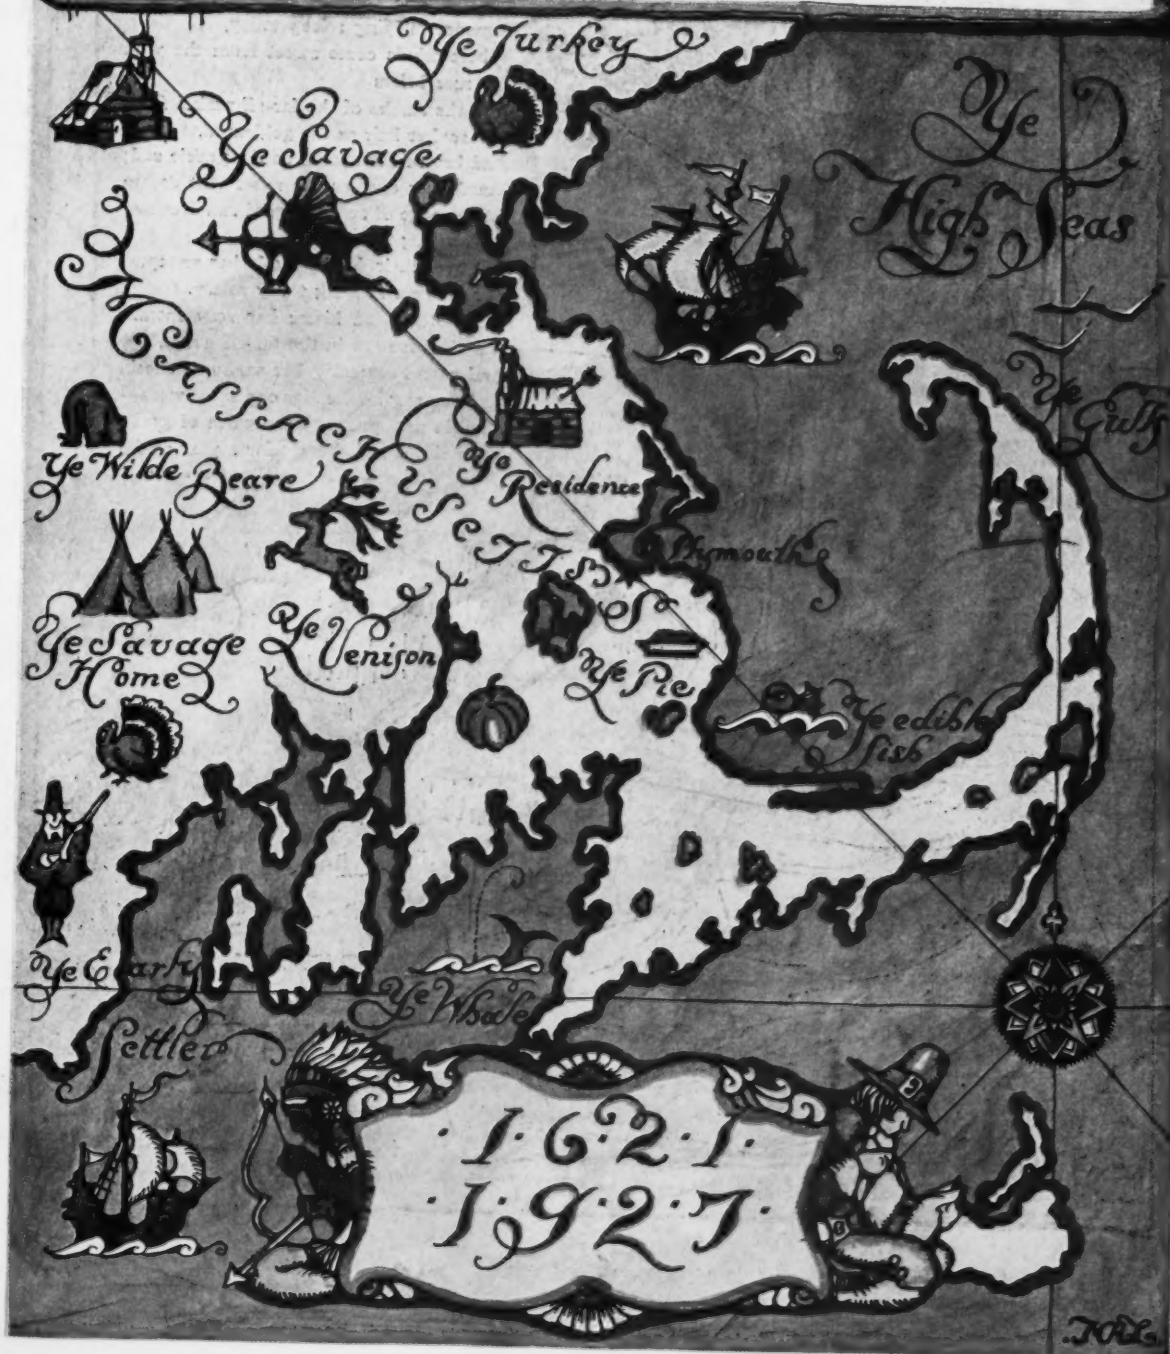 Ye Turkey
Ye
High Seas
Ye Savage
Ye
Gulls
MASSACHUSETTS
Ye Wilde Beare
Ye
Residence
Plymouth
Ye Savage
Home
Ye
Venison
Ye Pie
Ye edible
fish
Ye Early
Settler
Ye Whale
·1·6·2·1·
·1·9·2·7·